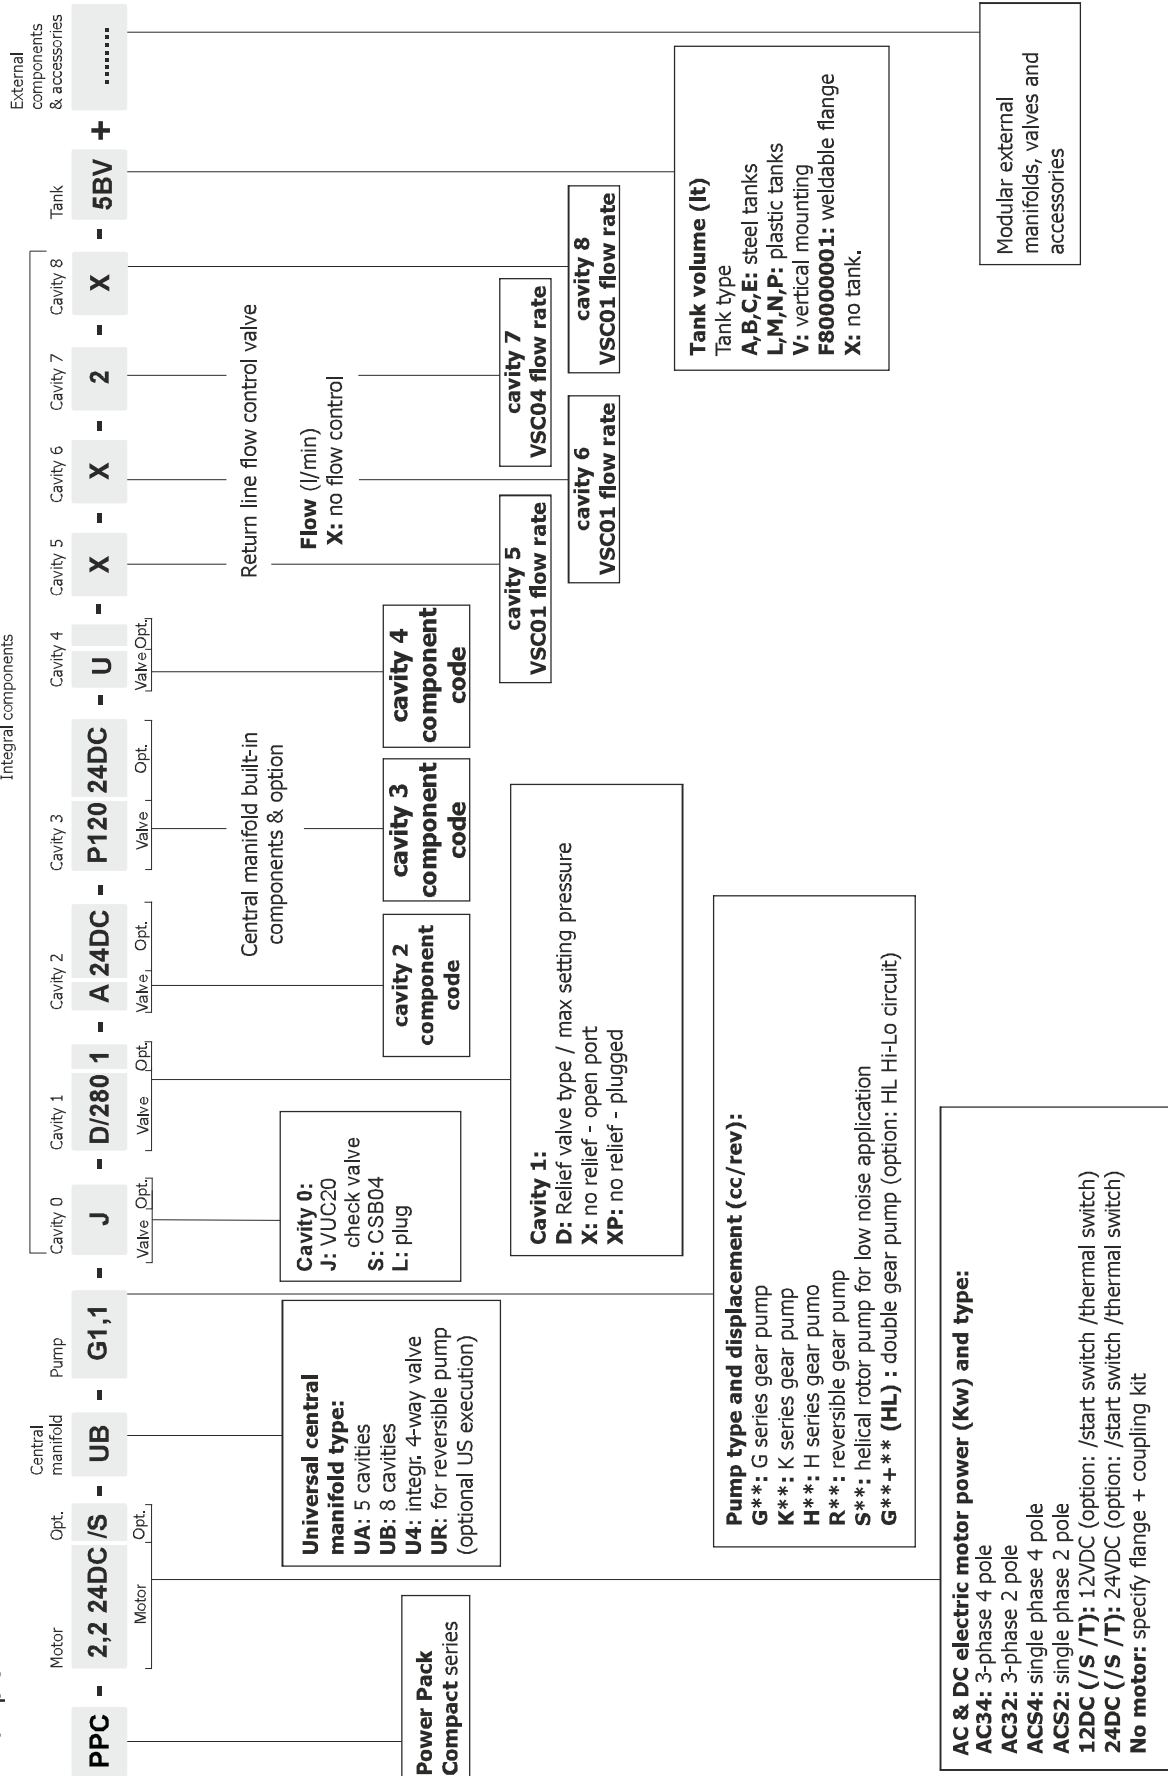 Integral components
Motor
Opt.
Central
manifold
Pump
Cavity 0
Cavity 1
Cavity 2
Cavity 3
Cavity 4
Cavity 5
Cavity 6
Cavity 7
Cavity 8
Tank
External
components
& accessories
PPC - 2,2 24DC /S - UB - G1,1 - J - D/280 1 - A 24DC - P120 24DC - U - X - X - 2 - X - 5BV + ........
Motor Opt.
Valve Opt.
Valve Opt.
Valve Opt.
Valve Opt.
Valve Opt.
Power Pack
Compact series
Universal central
manifold type:
UA: 5 cavities
UB: 8 cavities
U4: integr. 4-way valve
UR: for reversible pump
(optional US execution)
Cavity 0:
J: VUC20
check valve
S: CSB04
L: plug
Central manifold built-in
components & option
cavity 2
component
code
cavity 3
component
code
cavity 4
component
code
Return line flow control valve
Flow (l/min)
X: no flow control
cavity 5
VSC01 flow rate
cavity 6
VSC01 flow rate
cavity 7
VSC04 flow rate
cavity 8
VSC01 flow rate
Cavity 1:
D: Relief valve type / max setting pressure
X: no relief - open port
XP: no relief - plugged
Tank volume (lt)
Tank type
A,B,C,E: steel tanks
L,M,N,P: plastic tanks
V: vertical mounting
F80000001: weldable flange
X: no tank.
Pump type and displacement (cc/rev):
G**: G series gear pump
K**: K series gear pump
H**: H series gear pumo
R**: reversible gear pump
S**: helical rotor pump for low noise application
G**+** (HL) : double gear pump (option: HL Hi-Lo circuit)
Modular external
manifolds, valves and
accessories
AC & DC electric motor power (Kw) and type:
AC34: 3-phase 4 pole
AC32: 3-phase 2 pole
ACS4: single phase 4 pole
ACS2: single phase 2 pole
12DC (/S /T): 12VDC (option: /start switch /thermal switch)
24DC (/S /T): 24VDC (option: /start switch /thermal switch)
No motor: specify flange + coupling kit